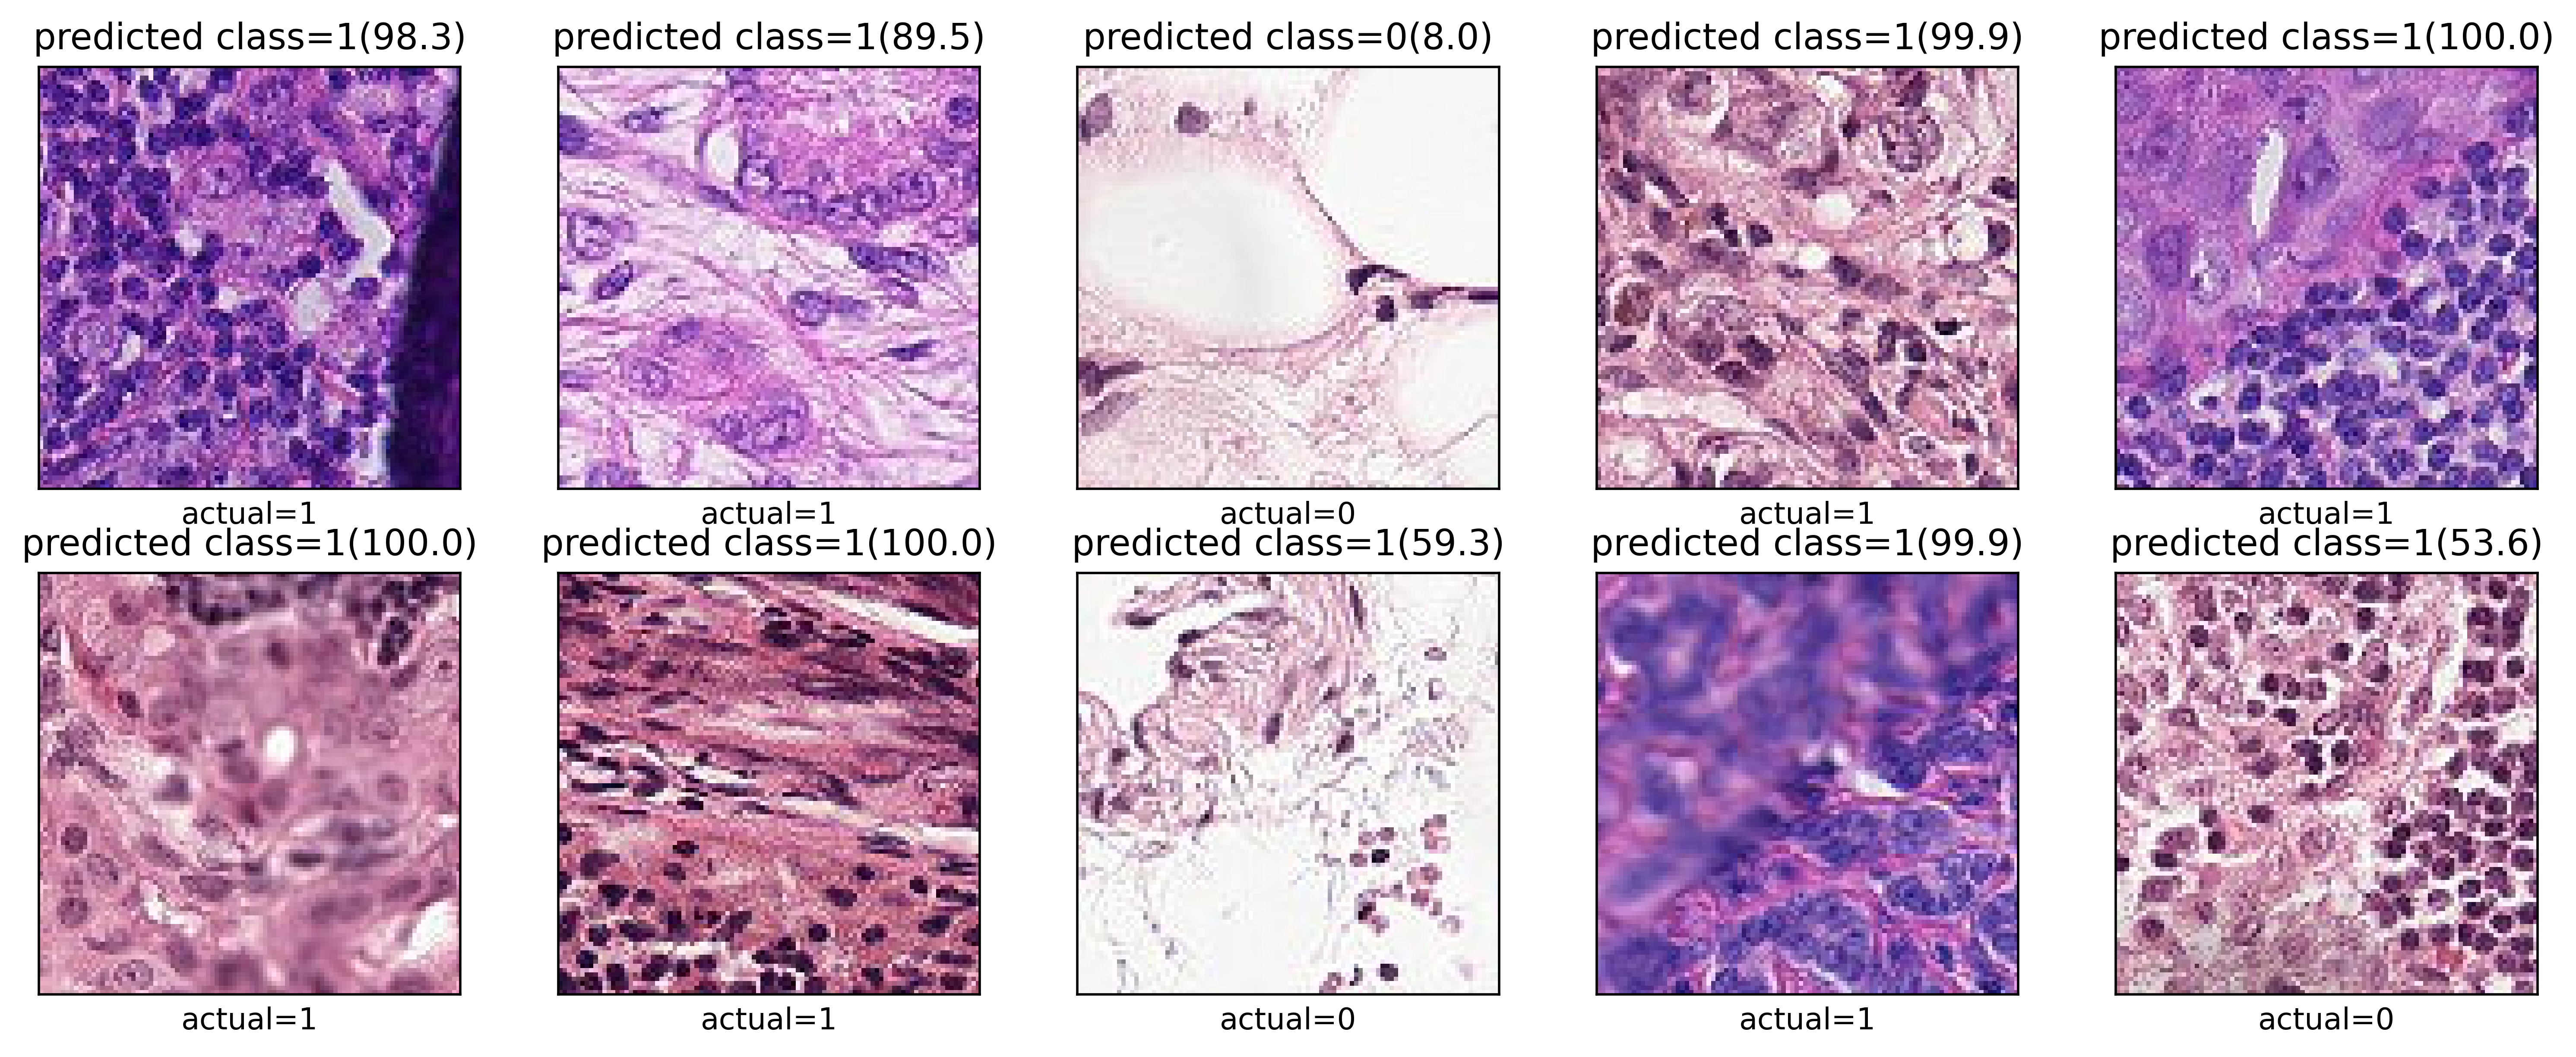 predicted class=1(98.3)
predicted class=1(89.5)
predicted class=0(8.0)
predicted class=1(99.9)
predicted class=1(100.0)
actual=1
actual=1
actual=0
actual=1
actual=1
predicted class=1(100.0)
predicted class=1(100.0)
predicted class=1(59.3)
predicted class=1(99.9)
predicted class=1(53.6)
actual=1
actual=1
actual=0
actual=1
actual=0